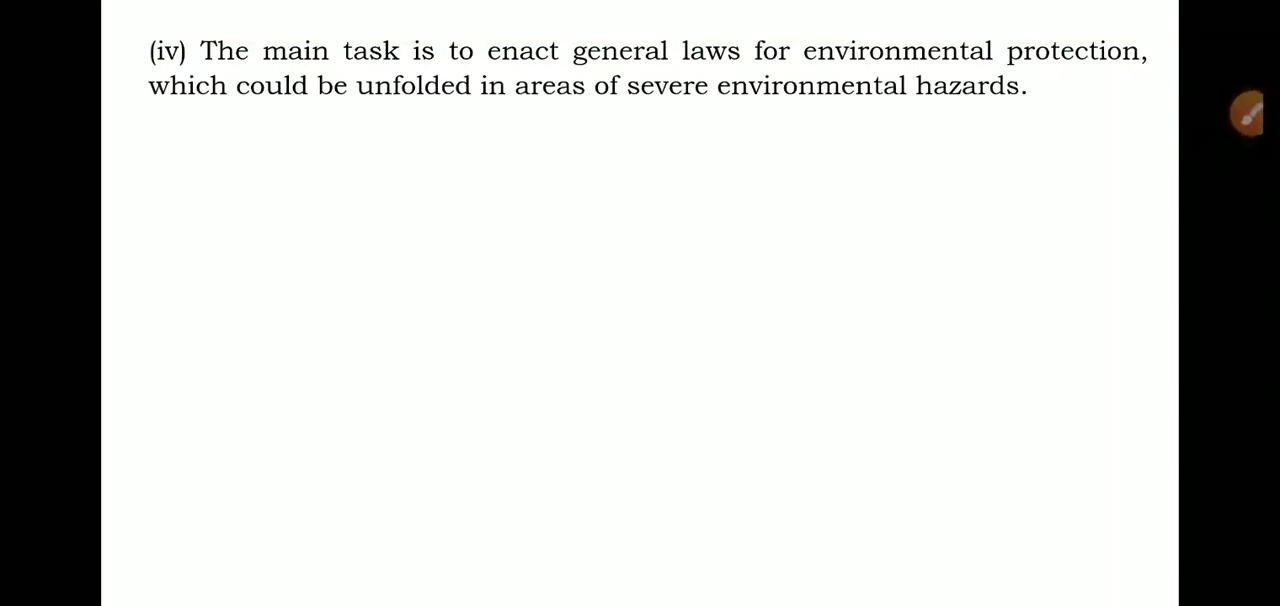 (iv) The main task is to enact general laws for environmental protection,
which could be unfolded in areas of severe environmental hazards.